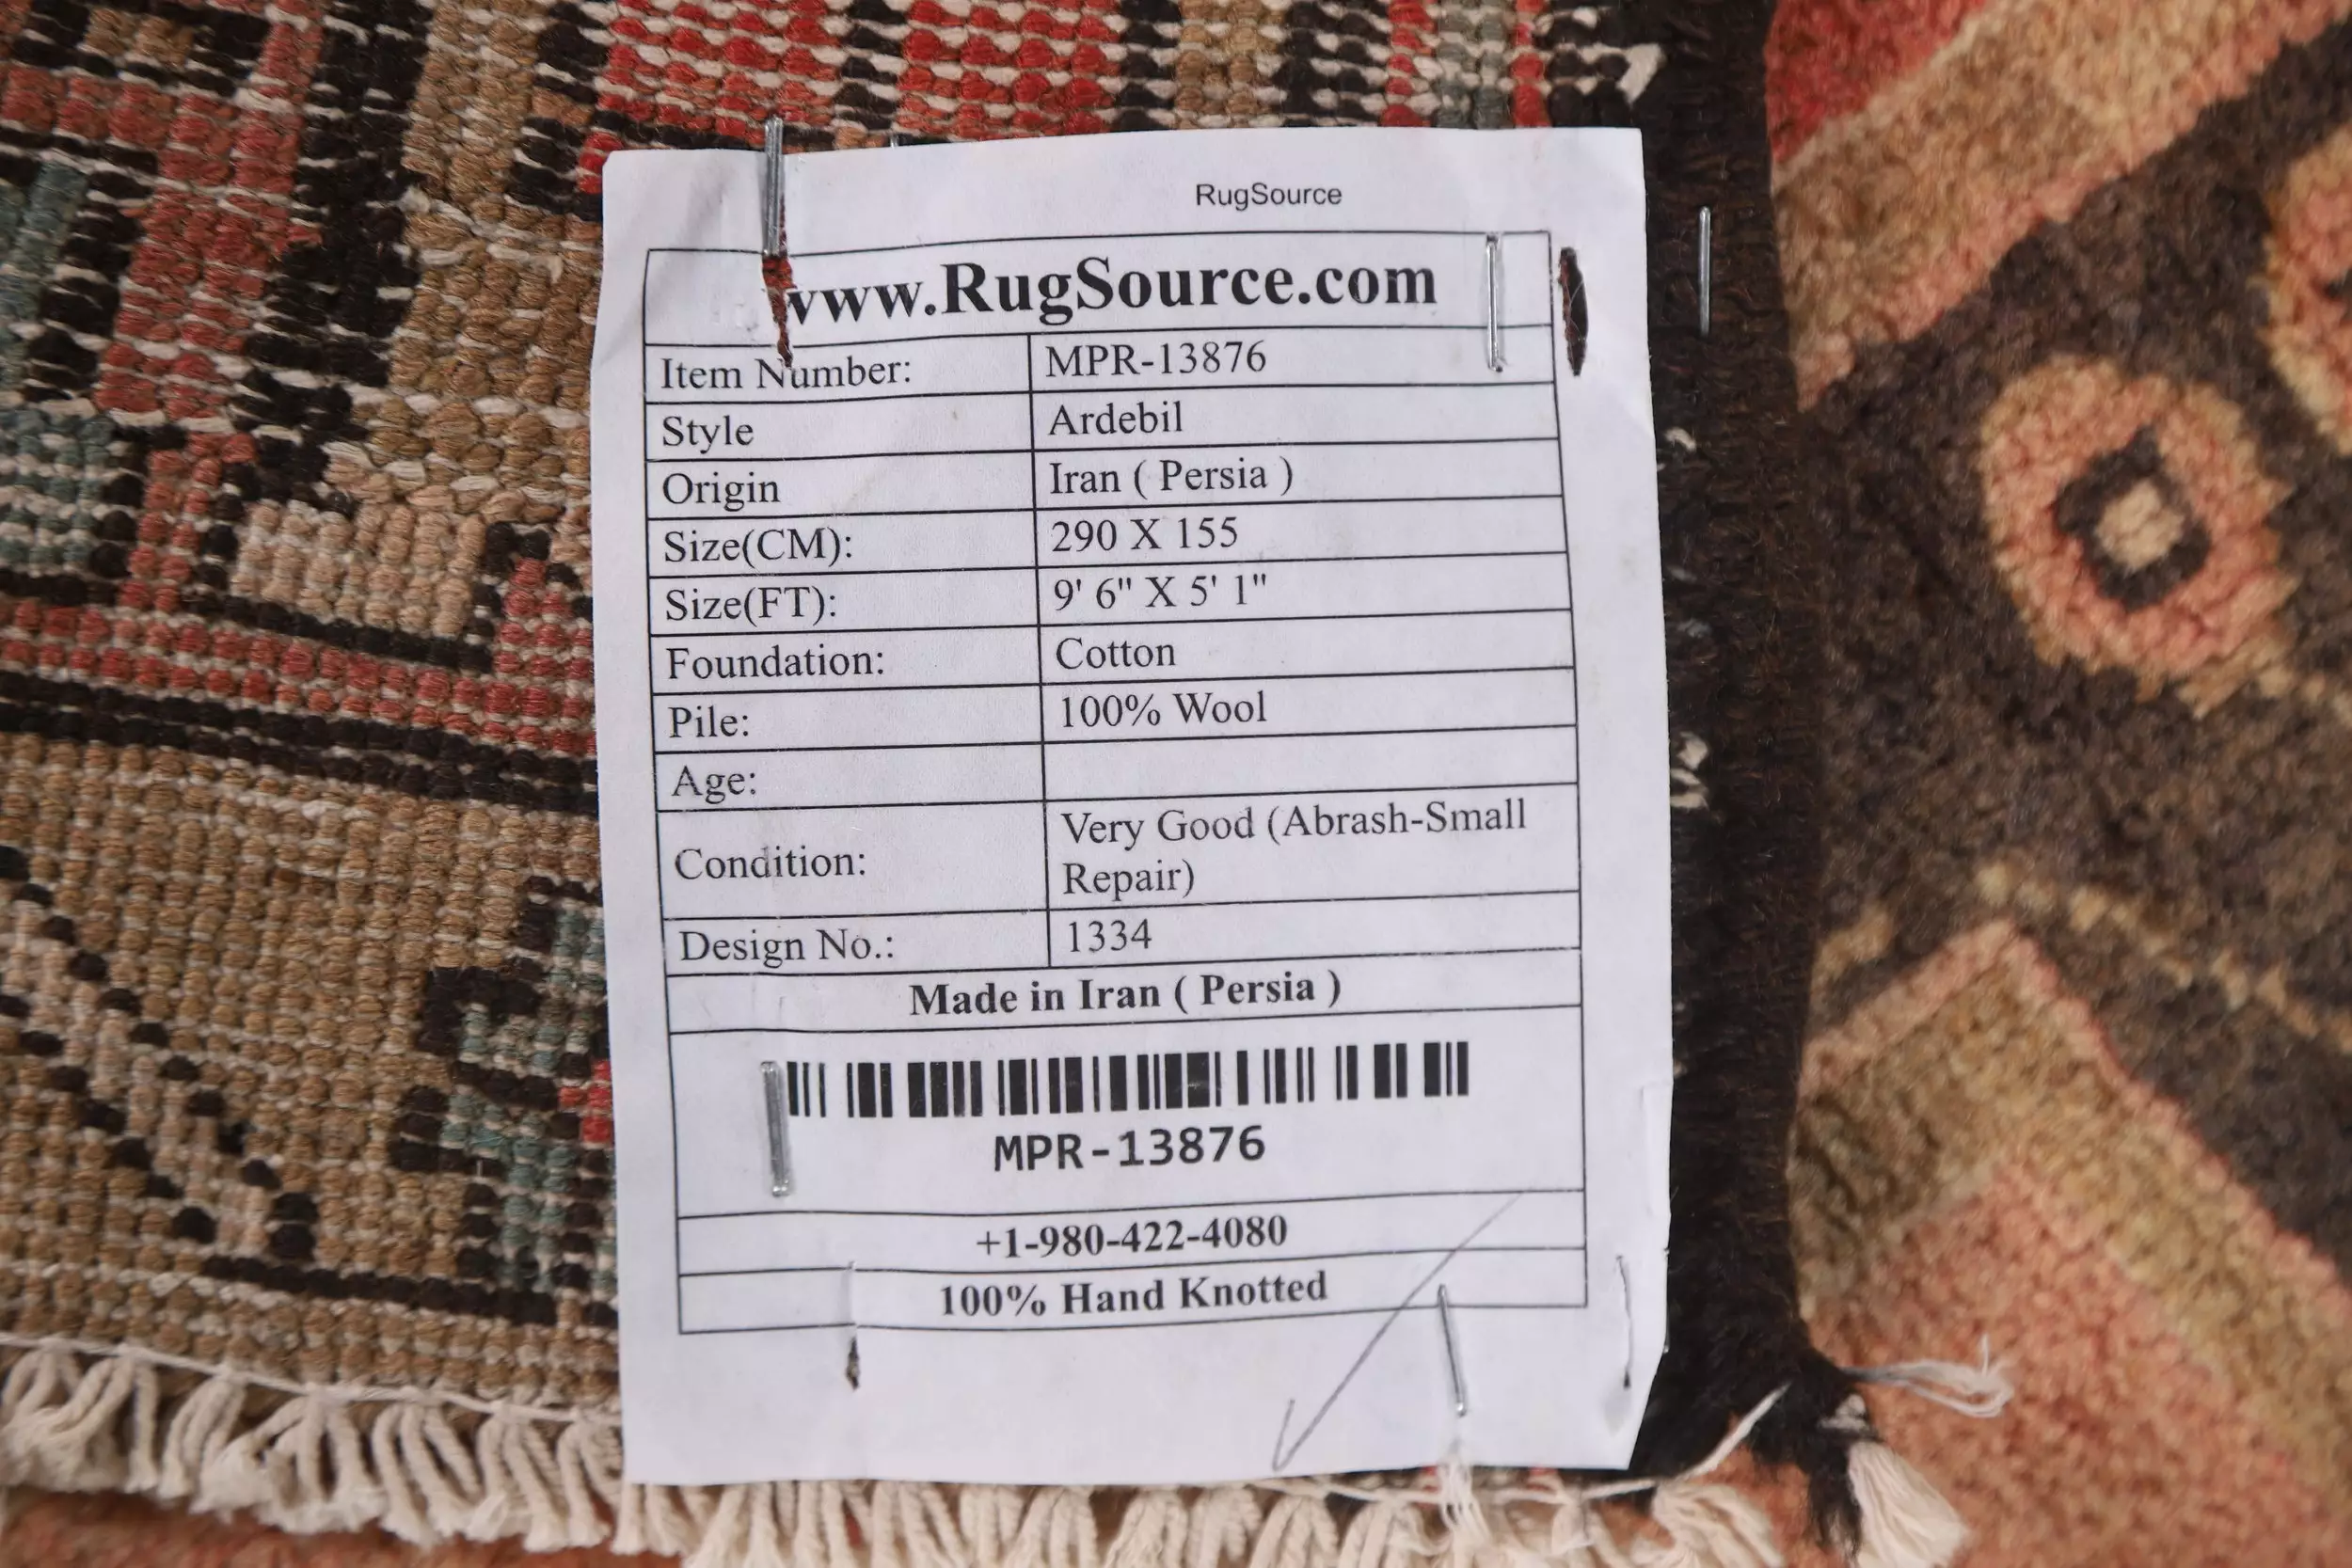 RugSource
www.RugSource.com
Item Number: MPR-13876
Style Ardebil
Origin Iran ( Persia )
Size(CM): 290 X 155
Size(FT): 9' 6" X 5' 1"
Foundation: Cotton
Pile: 100% Wool
Age:
Condition: Very Good (Abrash-Small
Repair)
Design No.: 1334
Made in Iran ( Persia )
MPR-13876
+1-980-422-4080
100% Hand Knotted